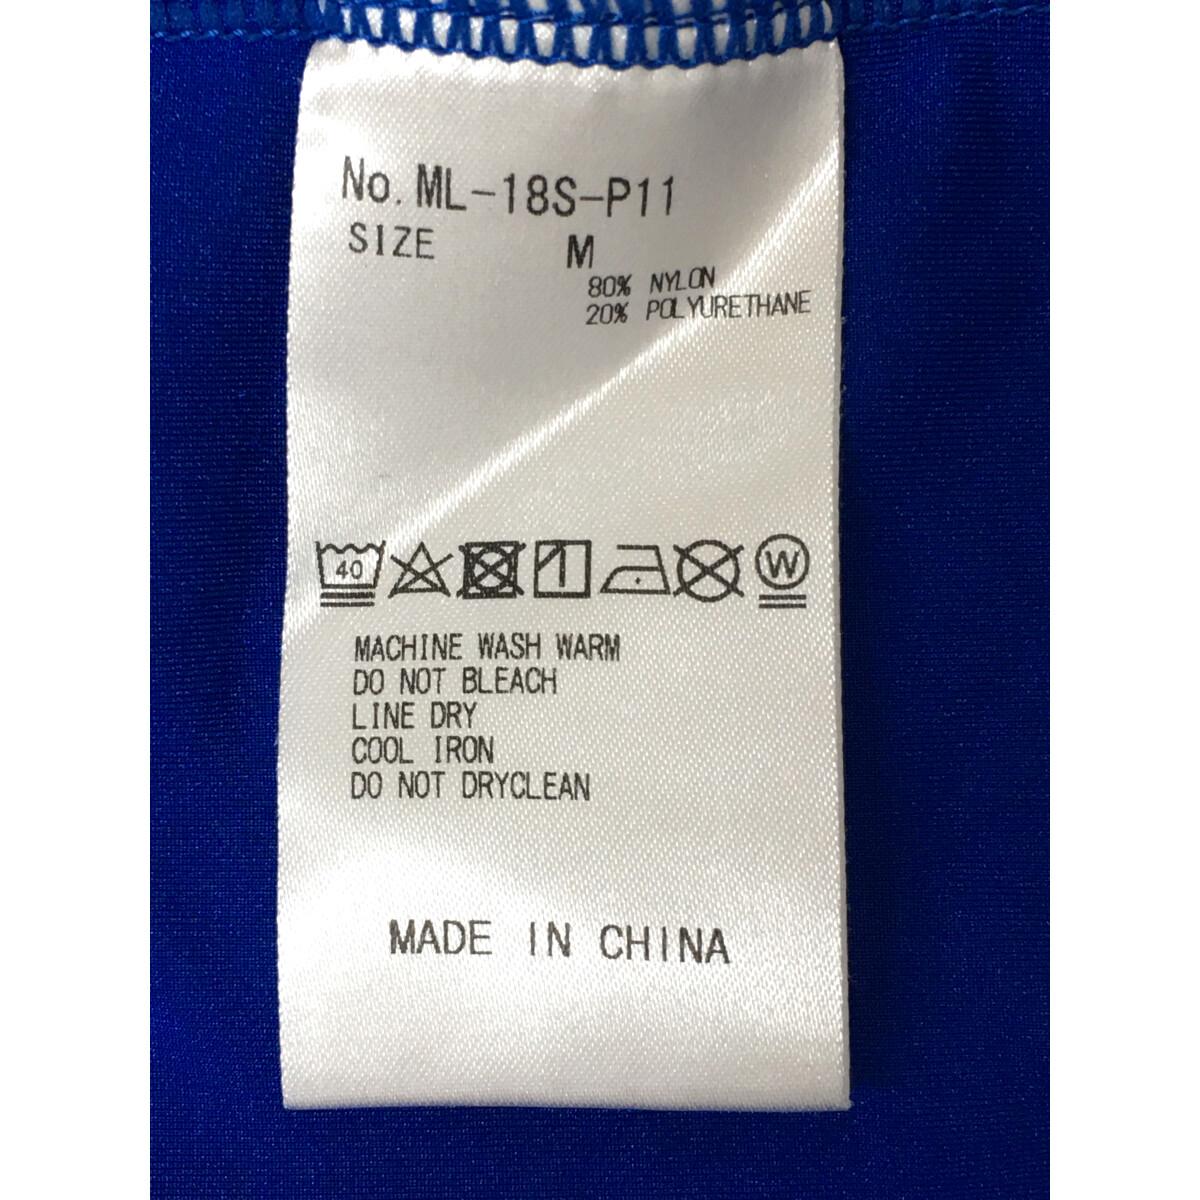 No. ML-18S-P11
SIZE M
80% NYLON
20% POLYURETHANE
40 W
MACHINE WASH WARM
DO NOT BLEACH
LINE DRY
COOL IRON
DO NOT DRYCLEAN
MADE IN CHINA